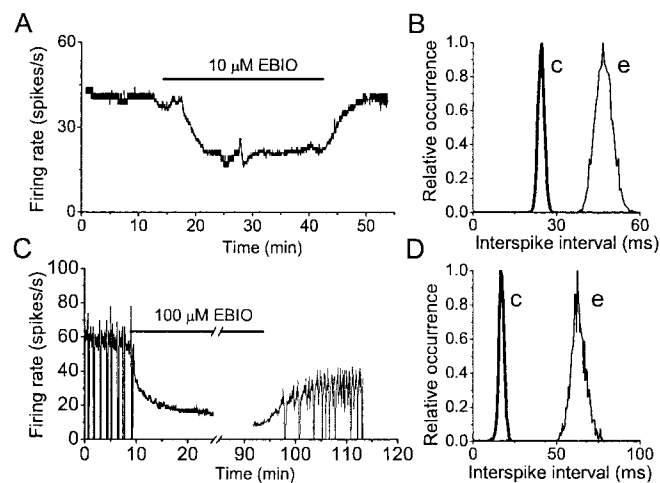 A
Firing rate (spikes/s)
60
30
0
10 µM EBIO
0 10 20 30 40 50
Time (min)
B
Relative occurrence
1.0
0.8
0.6
0.4
0.2
0.0
c
e
0 30 60
Interspike interval (ms)
C
Firing rate (spikes/s)
100
80
60
40
20
0
100 µM EBIO
0 10 20 90 100 110 120
Time (min)
D
Relative occurrence
1.0
0.8
0.6
0.4
0.2
0.0
c
e
0 50 100
Interspike interval (ms)